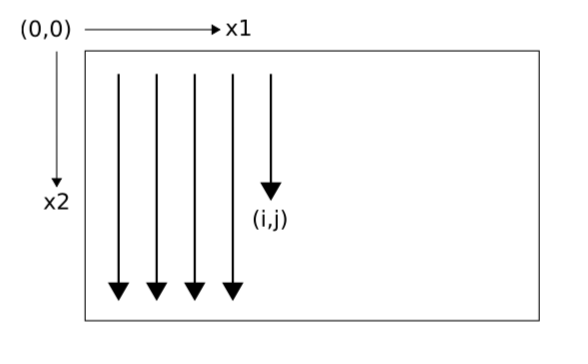 (0,0)
x1
x2
(i,j)